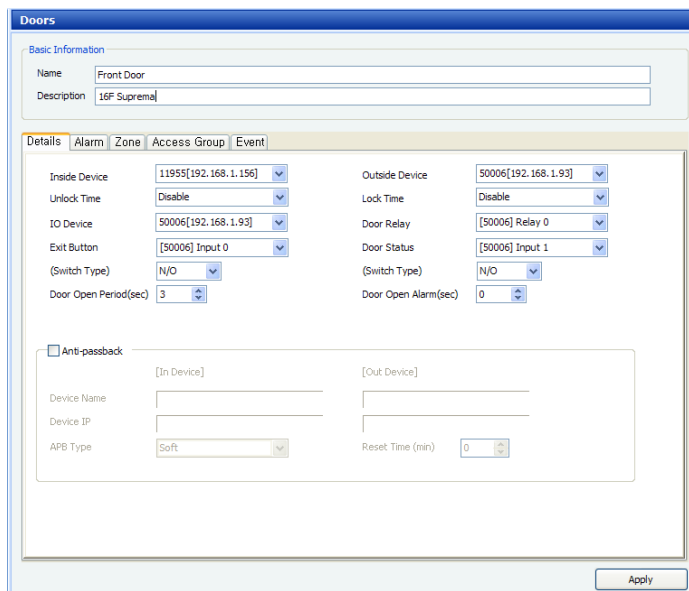 Doors
Basic Information
Name Front Door
Description 16F Suprema
Details Alarm Zone Access Group Event
Inside Device 11955[192.168.1.156] Outside Device 50006[192.168.1.93]
Unlock Time Disable Lock Time Disable
IO Device 50006[192.168.1.93] Door Relay [50006] Relay 0
Exit Button [50006] Input 0 Door Status [50006] Input 1
(Switch Type) N/O (Switch Type) N/O
Door Open Period(sec) 3 Door Open Alarm(sec) 0
Anti-passback
[In Device] [Out Device]
Device Name
Device IP
APB Type Soft Reset Time (min) 0
Apply